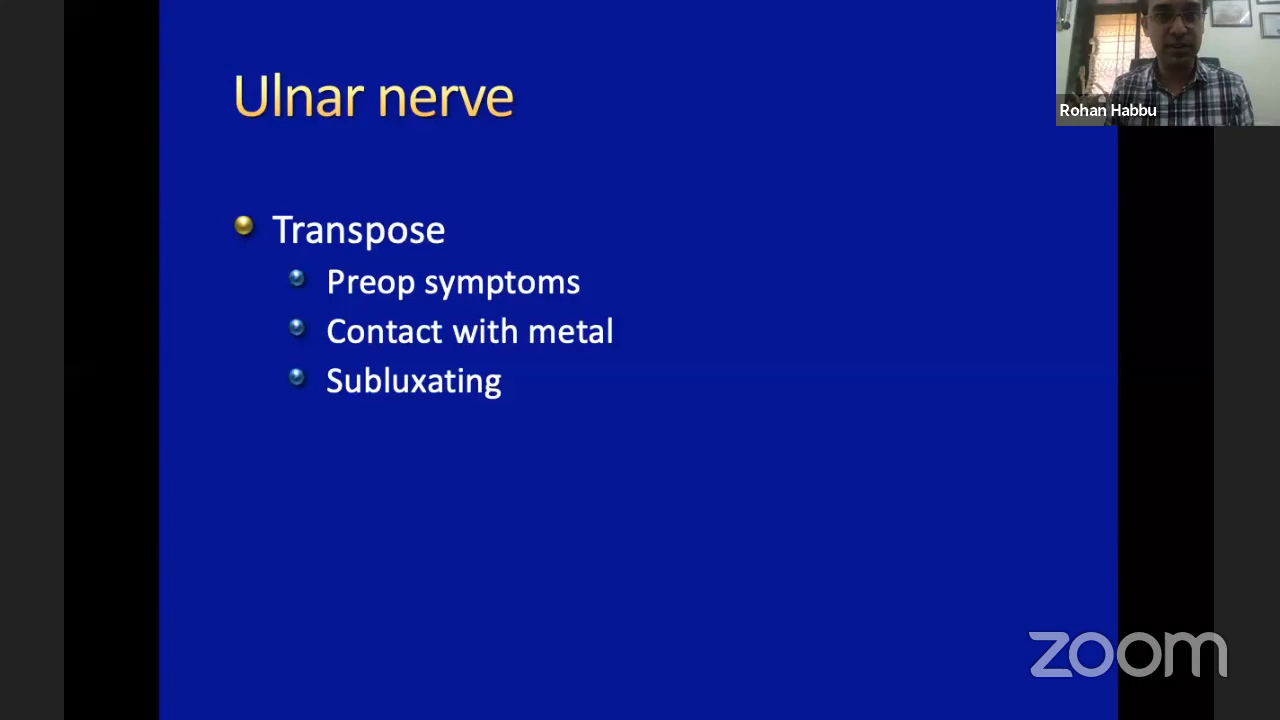 Ulnar nerve
Transpose
Preop symptoms
Contact with metal
Subluxating
Rohan Habbu
zoom